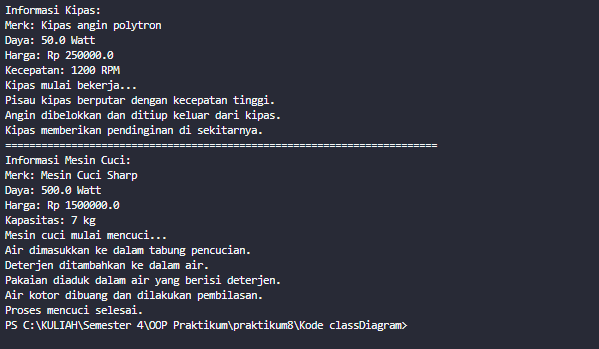 Informasi Kipas:
Merk: Kipas angin polytron
Daya: 50.0 Watt
Harga: Rp 250000.0
Kecepatan: 1200 RPM
Kipas mulai bekerja...
Pisau kipas berputar dengan kecepatan tinggi.
Angin dibelokkan dan ditiup keluar dari kipas.
Kipas memberikan pendinginan di sekitarnya.
========================================================================
Informasi Mesin Cuci:
Merk: Mesin Cuci Sharp
Daya: 500.0 Watt
Harga: Rp 1500000.0
Kapasitas: 7 kg
Mesin cuci mulai mencuci...
Air dimasukkan ke dalam tabung pencucian.
Deterjen ditambahkan ke dalam air.
Pakaian diaduk dalam air yang berisi deterjen.
Air kotor dibuang dan dilakukan pembilasan.
Proses mencuci selesai.
PS C:\KULIAH\Semester 4\OOP Praktikum\praktikum8\Kode classDiagram>